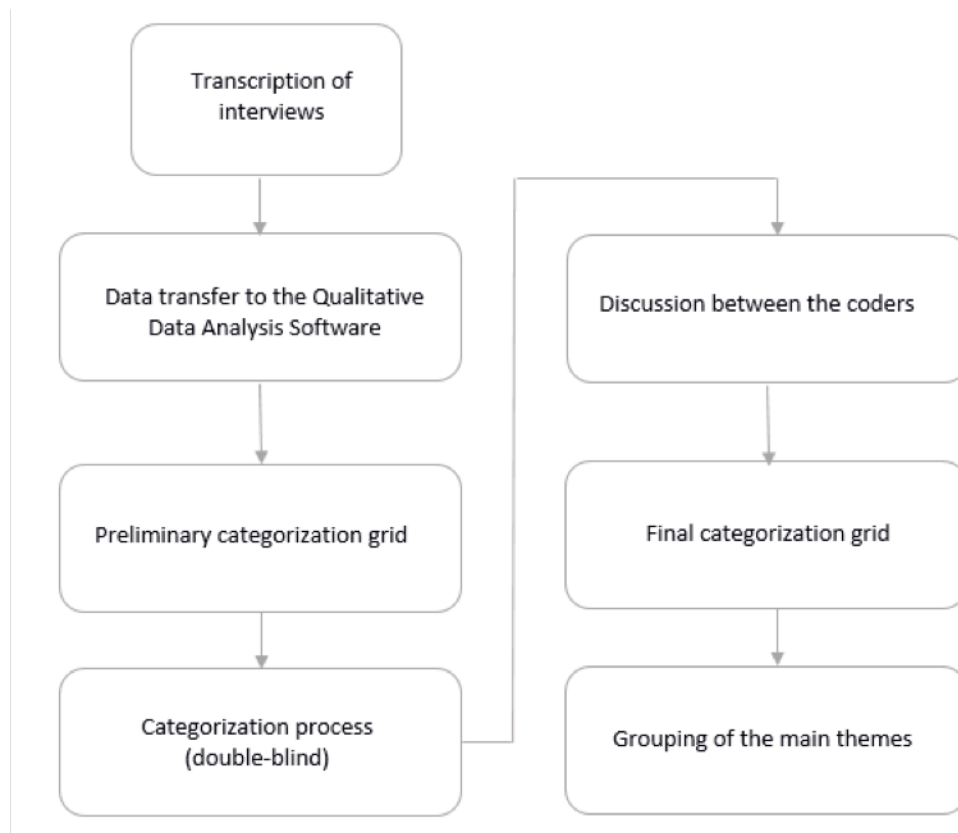 Transcription of
interviews
Data transfer to the Qualitative
Data Analysis Software
Preliminary categorization grid
Categorization process
(double-blind)
Discussion between the coders
Final categorization grid
Grouping of the main themes